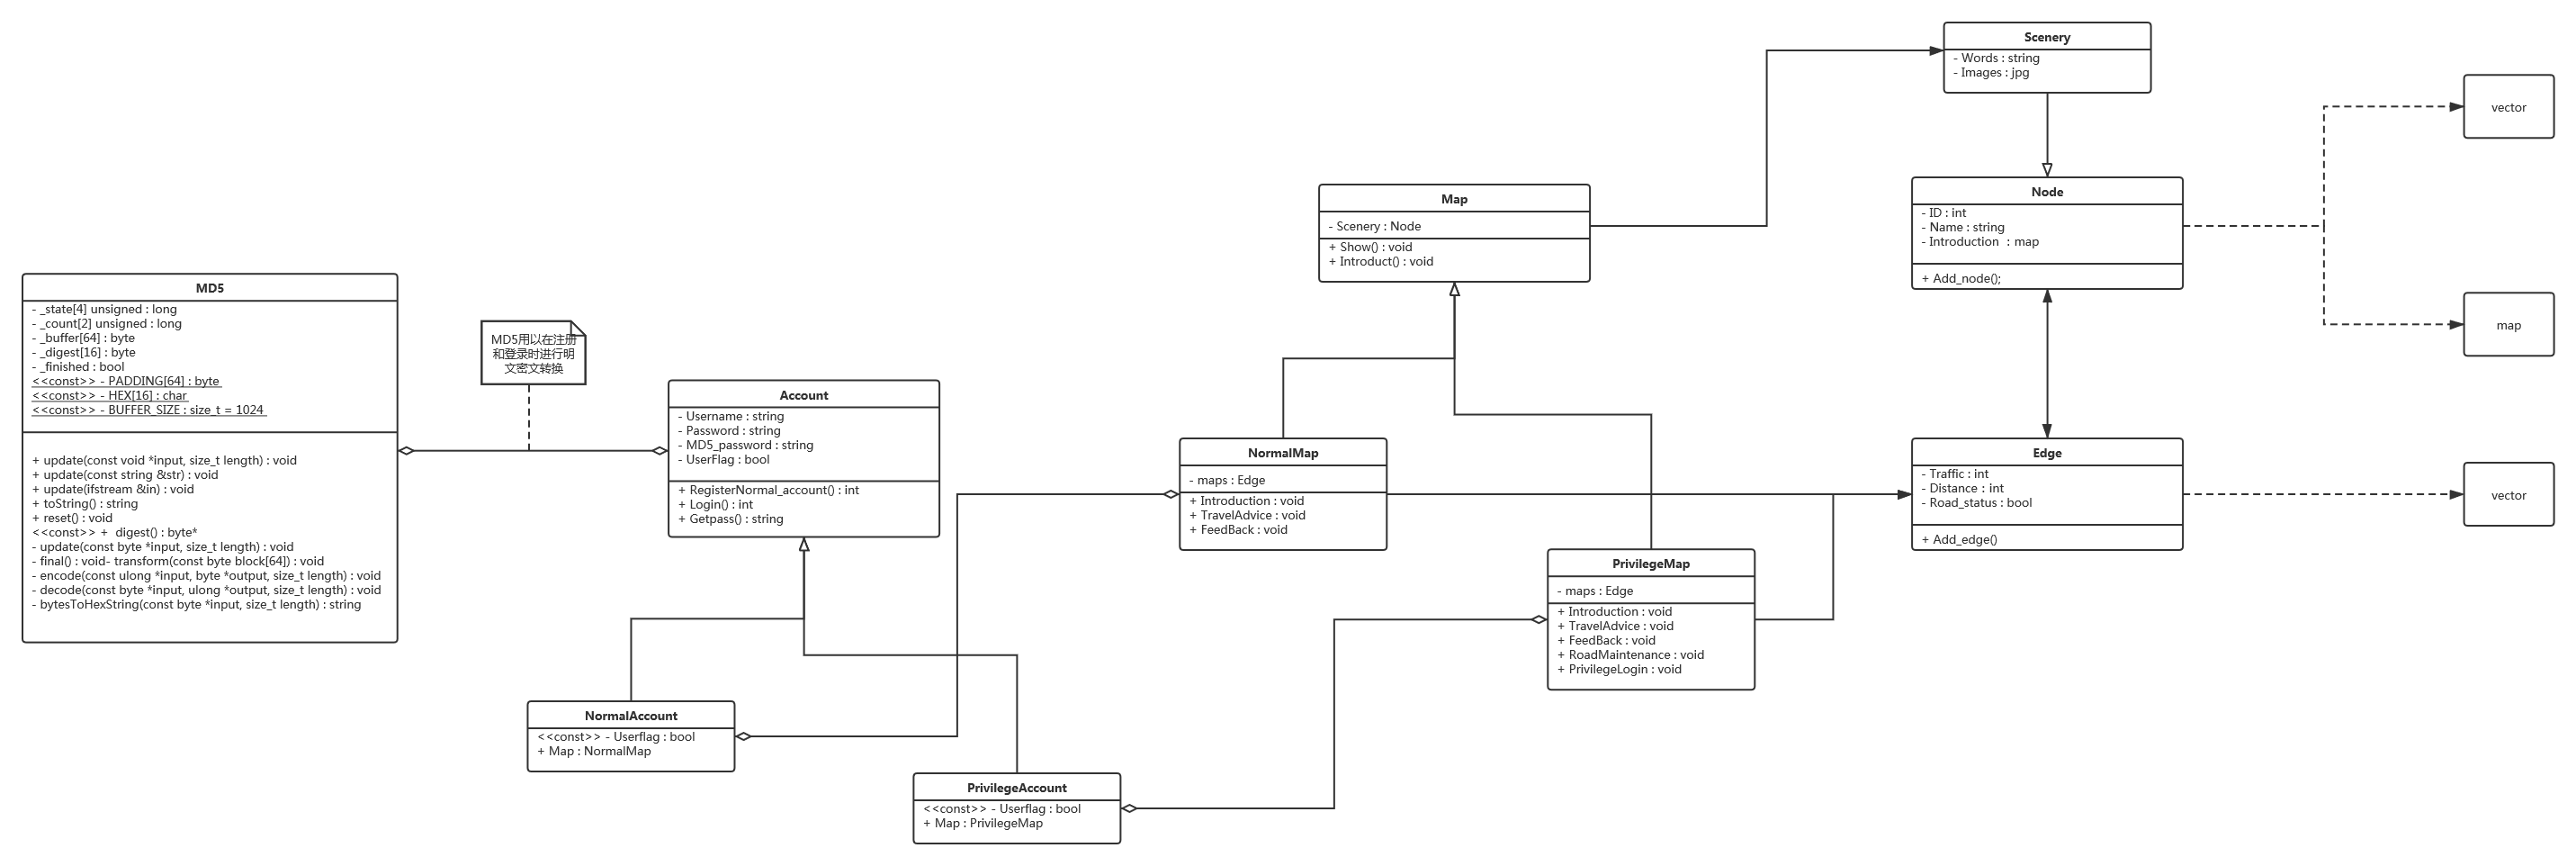 MD5
- _state[4] unsigned : long
- _count[2] unsigned : long
- _buffer[64] : byte
- _digest[16] : byte
- _finished : bool
<<const>> - PADDING[64] : byte
<<const>> - HEX[16] : char
<<const>> - BUFFER_SIZE : size_t = 1024
+ update(const void *input, size_t length) : void
+ update(const string &str) : void
+ update(ifstream &in) : void
+ toString() : string
+ reset() : void
<<const>> + digest() : byte*
- update(const byte *input, size_t length) : void
- final() : void- transform(const byte block[64]) : void
- encode(const ulong *input, byte *output, size_t length) : void
- decode(const byte *input, ulong *output, size_t length) : void
- bytesToHexString(const byte *input, size_t length) : string
MD5用以在注册
和登录时进行明
文密文转换
Account
- Username : string
- Password : string
- MD5_password : string
- UserFlag : bool
+ RegisterNormal_account() : int
+ Login() : int
+ Getpass() : string
NormalAccount
<<const>> - Userflag : bool
+ Map : NormalMap
PrivilegeAccount
<<const>> - Userflag : bool
+ Map : PrivilegeMap
Map
- Scenery : Node
+ Show() : void
+ Introduct() : void
NormalMap
- maps : Edge
+ Introduction : void
+ TravelAdvice : void
+ FeedBack : void
PrivilegeMap
- maps : Edge
+ Introduction : void
+ TravelAdvice : void
+ FeedBack : void
+ RoadMaintenance : void
+ PrivilegeLogin : void
Scenery
- Words : string
- Images : jpg
Node
- ID : int
- Name : string
- Introduction : map
+ Add_node();
Edge
- Traffic : int
- Distance : int
- Road_status : bool
+ Add_edge()
vector
map
vector